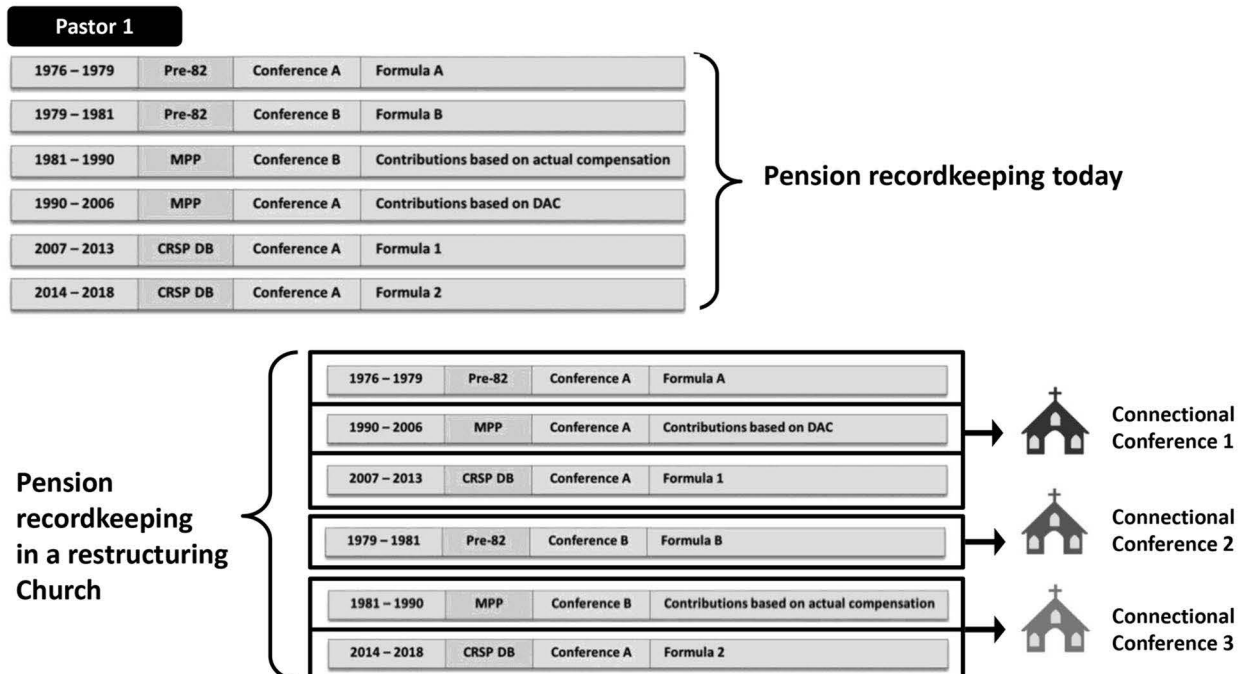 Pastor 1
1976 – 1979 Pre-82 Conference A Formula A
1979 – 1981 Pre-82 Conference B Formula B
1981 – 1990 MPP Conference B Contributions based on actual compensation
1990 – 2006 MPP Conference A Contributions based on DAC
2007 – 2013 CRSP DB Conference A Formula 1
2014 – 2018 CRSP DB Conference A Formula 2
Pension recordkeeping today
Pension
recordkeeping
in a restructuring
Church
1976 – 1979 Pre-82 Conference A Formula A
1990 – 2006 MPP Conference A Contributions based on DAC
2007 – 2013 CRSP DB Conference A Formula 1
Connectional
Conference 1
1979 – 1981 Pre-82 Conference B Formula B
Connectional
Conference 2
1981 – 1990 MPP Conference B Contributions based on actual compensation
2014 – 2018 CRSP DB Conference A Formula 2
Connectional
Conference 3